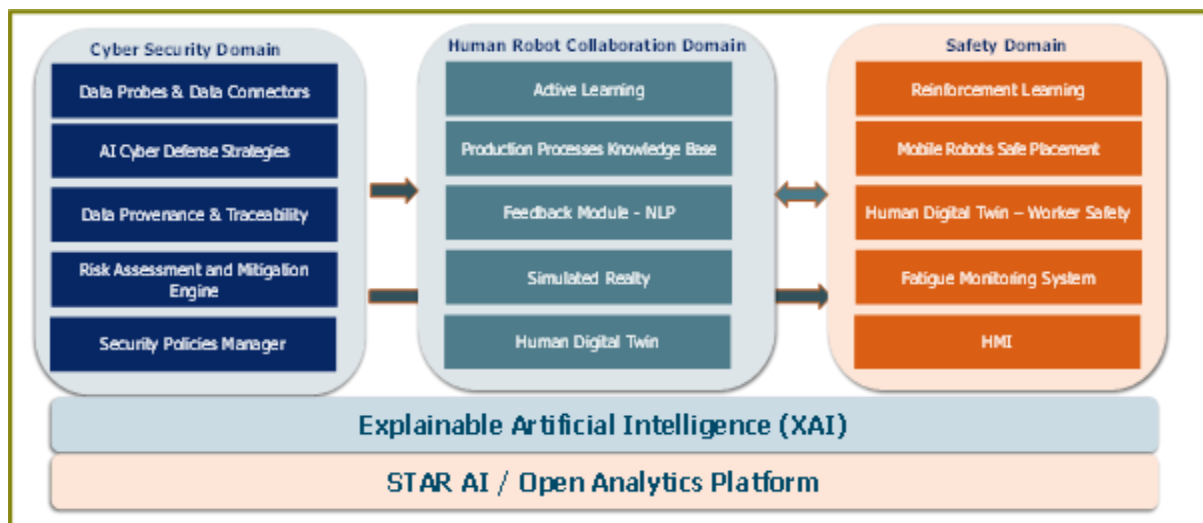 Cyber Security Domain
Data Probes & Data Connectors
AI Cyber Defense Strategies
Data Provenance & Traceability
Risk Assessment and Mitigation
Engine
Security Policies Manager
Human Robot Collaboration Domain
Active Learning
Production Processes Knowledge Base
Feedback Module - NLP
Simulated Realty
Human Digital Twin
Safety Domain
Reinforcement Learning
Mobile Robots Safe Placement
Human Digital Twin – Worker Safety
Fatigue Monitoring System
HMI
Explainable Artificial Intelligence (XAI)
STAR AI / Open Analytics Platform